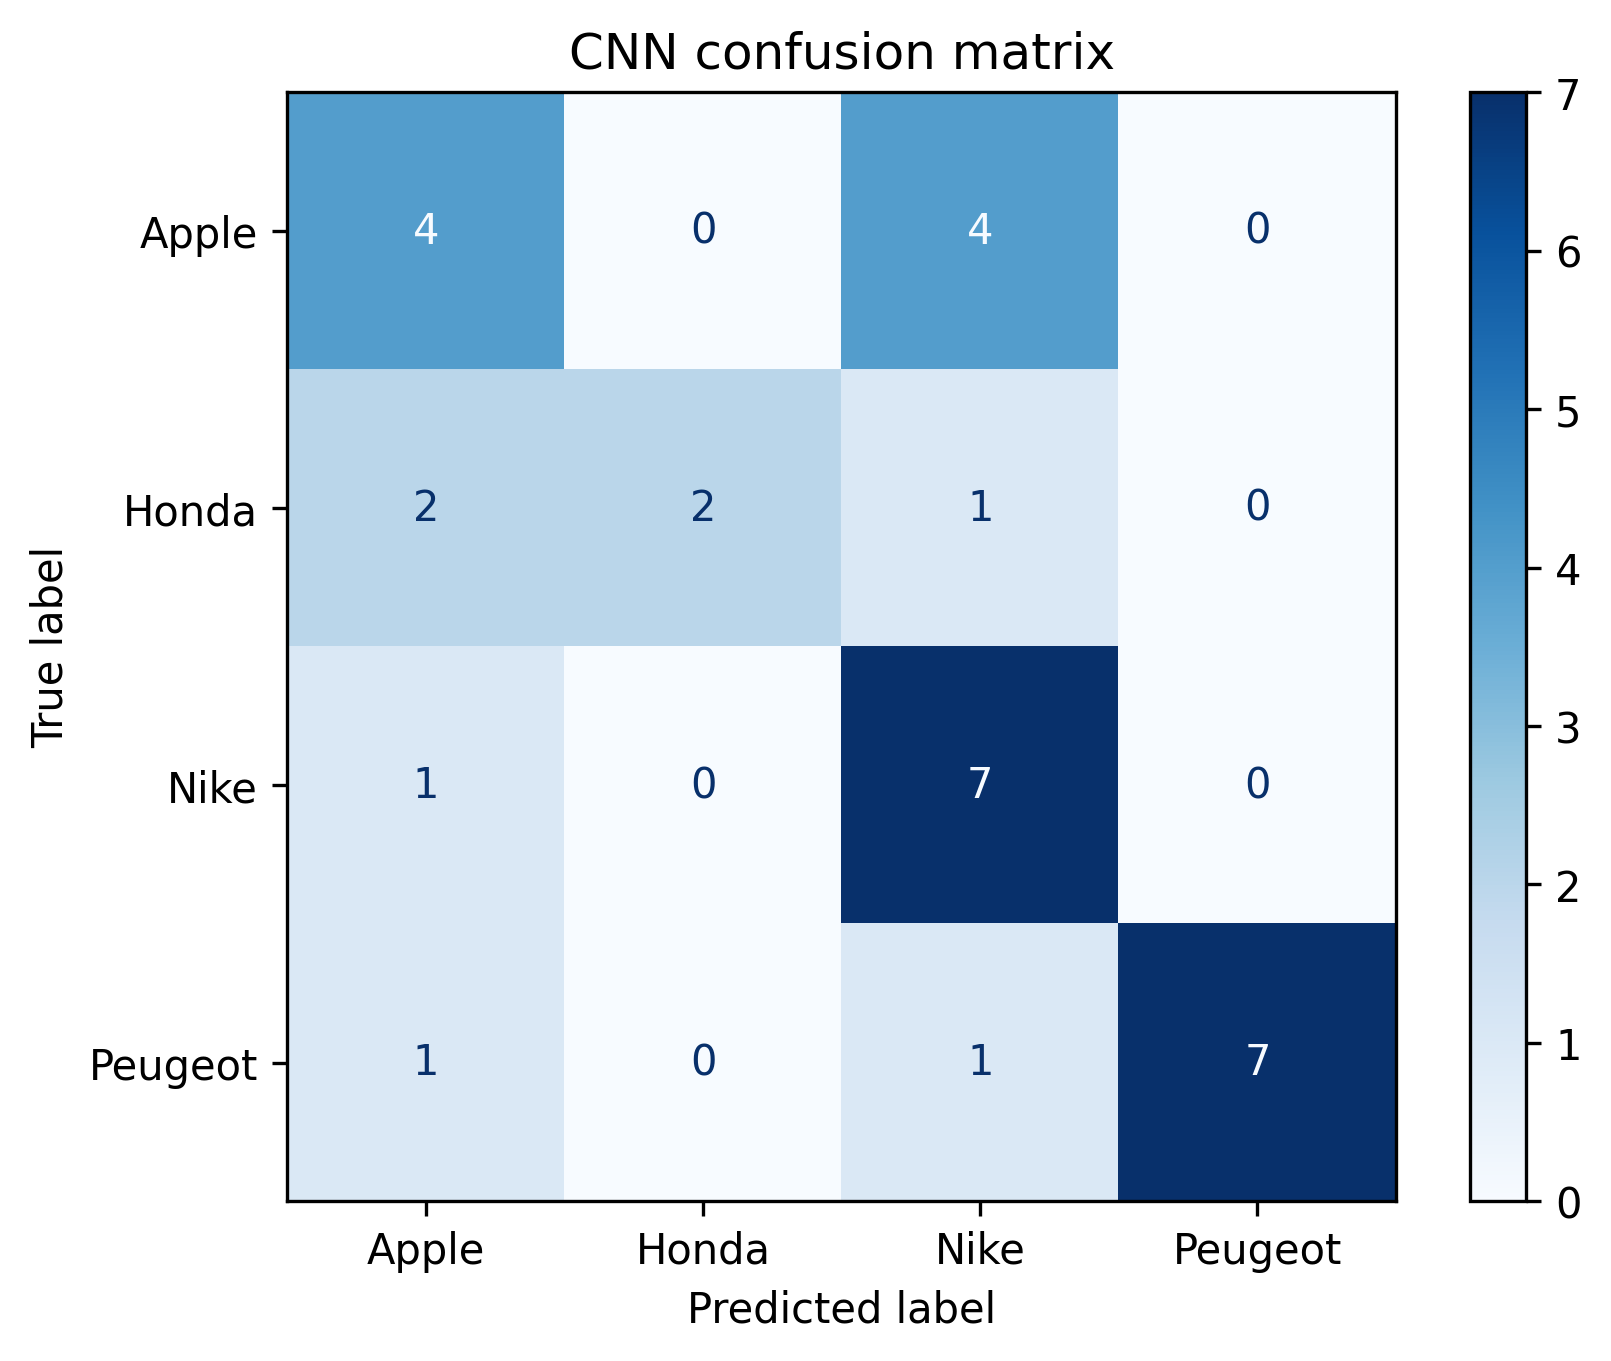 CNN confusion matrix
Apple 4 0 4 0
Honda 2 2 1 0
Nike 1 0 7 0
Peugeot 1 0 1 7
Apple Honda Nike Peugeot
Predicted label
True label
7
6
5
4
3
2
1
0